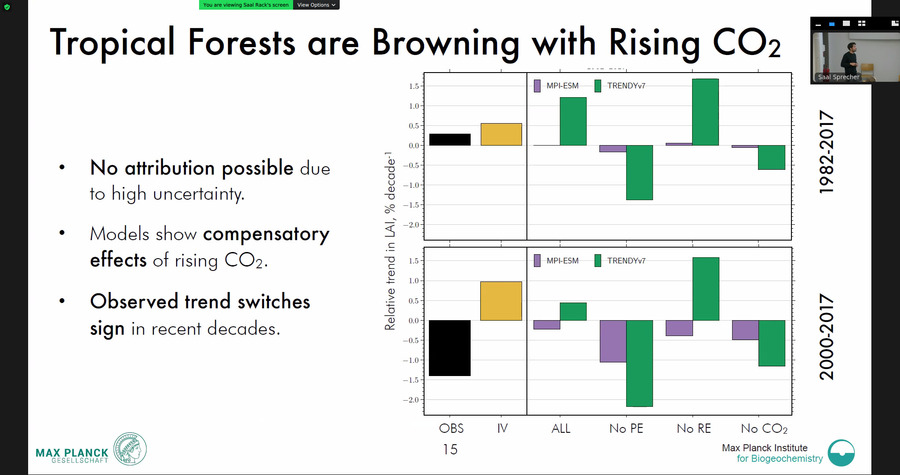 You are viewing Saal Rack's screen
View Options
Tropical Forests are Browning with Rising CO2
Saal Sprecher
• No attribution possible due
to high uncertainty.
• Models show compensatory
effects of rising CO2.
• Observed trend switches
sign in recent decades.
Relative trend in LAI, % decade-1
MPI-ESM TRENDYv7
1.5
1.0
0.5
0.0
−0.5
−1.0
−1.5
−2.0
1982-2017
MPI-ESM TRENDYv7
1.5
1.0
0.5
0.0
−0.5
−1.0
−1.5
−2.0
2000-2017
OBS IV ALL No PE No RE No CO2
MAX PLANCK
GESELLSCHAFT
15
Max Planck Institute
for Biogeochemistry